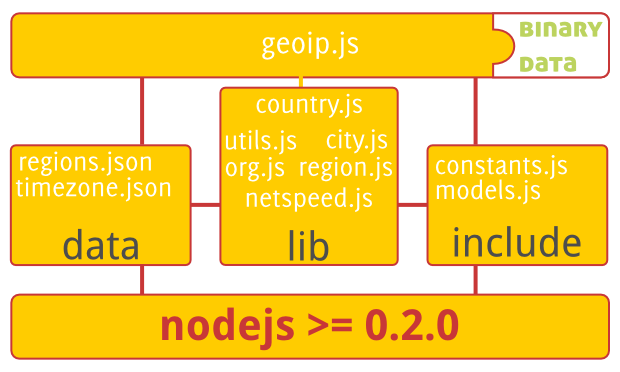 geoip.js
BINARY
DATA
regions.json
timezone.json
data
country.js
utils.js city.js
org.js region.js
netspeed.js
lib
constants.js
models.js
include
nodejs >= 0.2.0